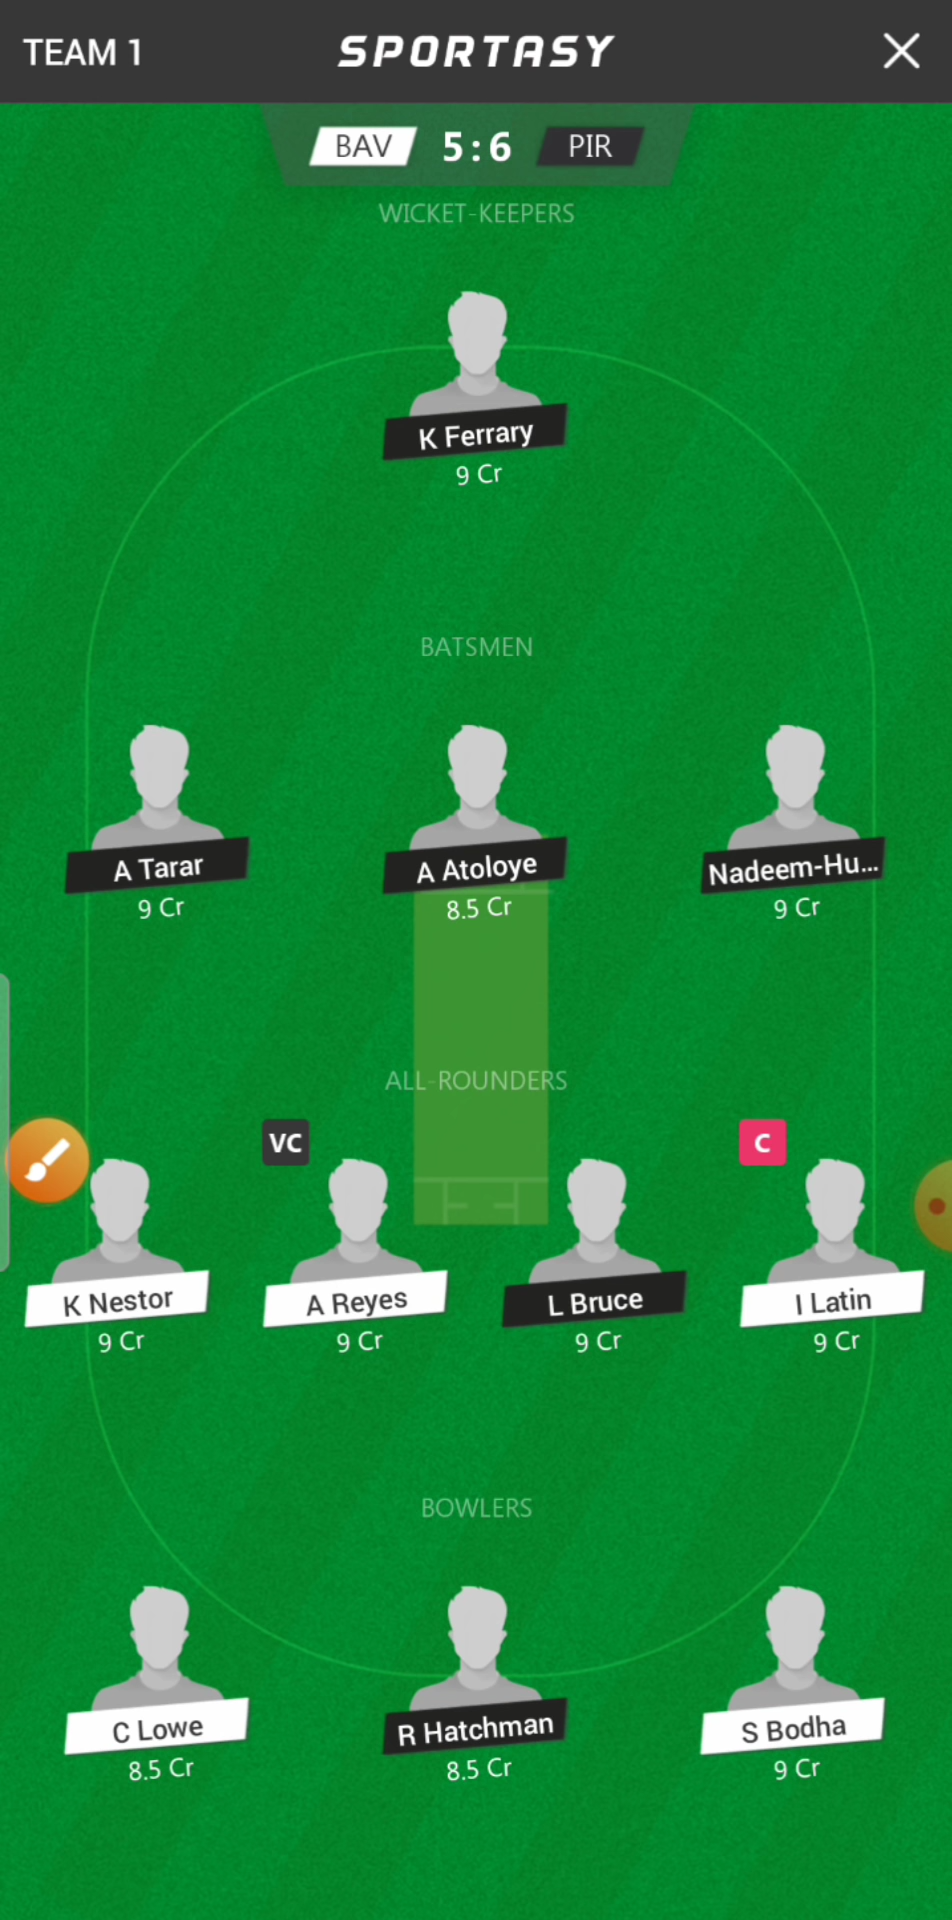 TEAM 1 SPORTASY
BAV 5:6 PIR
WICKET-KEEPERS
K Ferrary
9 Cr
BATSMEN
A Tarar A Atoloye Nadeem-Hu...
9 Cr 8.5 Cr 9 Cr
ALL-ROUNDERS
VC C
K Nestor A Reyes L Bruce I Latin
9 Cr 9 Cr 9 Cr 9 Cr
BOWLERS
C Lowe R Hatchman S Bodha
8.5 Cr 8.5 Cr 9 Cr